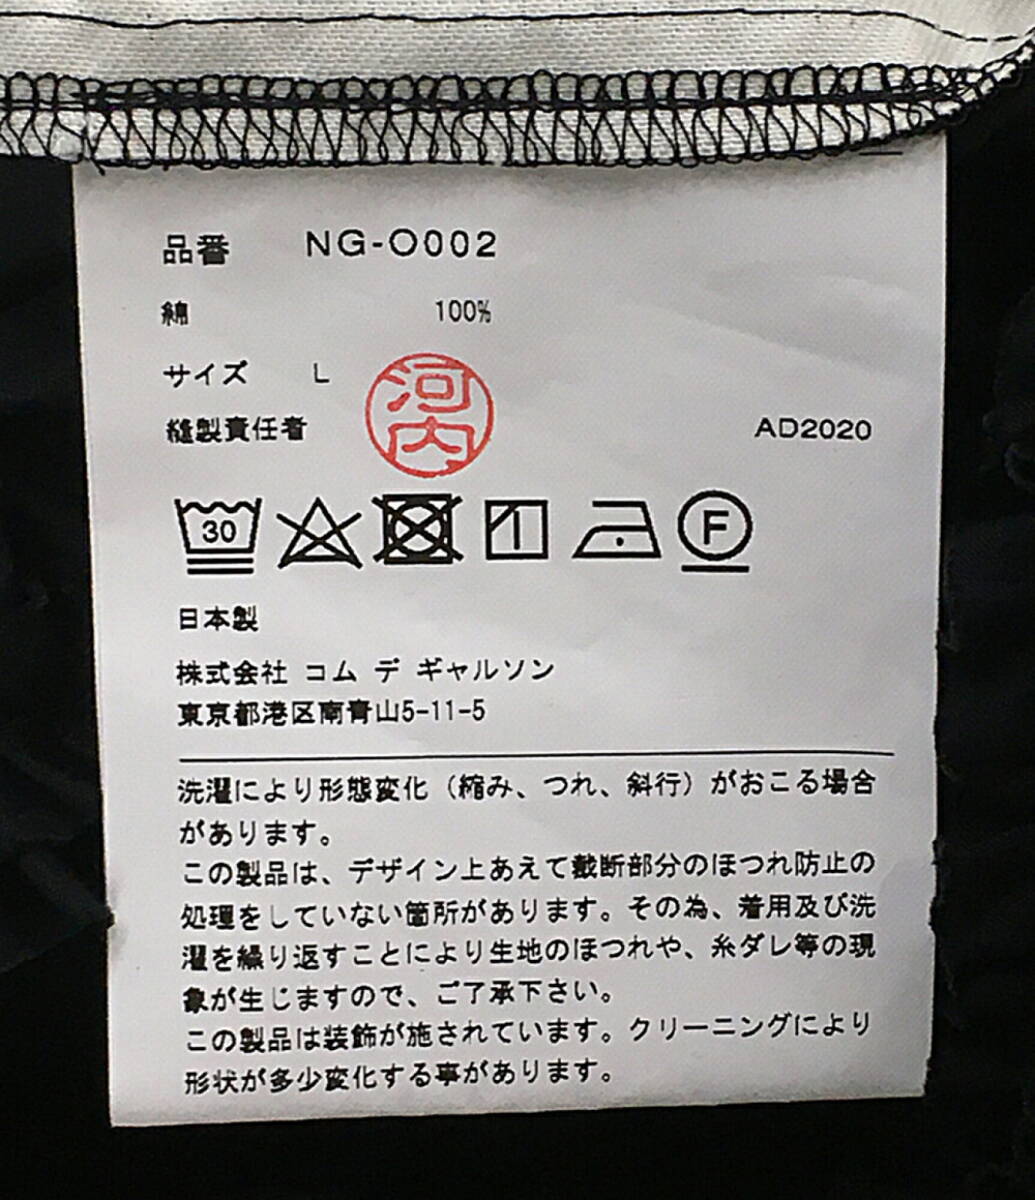 品番 NG-O002
綿 100%
サイズ L
河内
縫製責任者 AD2020
30 F
日本製
株式会社 コム デ ギャルソン
東京都港区南青山5-11-5
洗濯により形態変化（縮み、つれ、斜行）がおこる場合
があります。
この製品は、デザイン上あえて裁断部分のほつれ防止の
処理をしていない箇所があります。その為、着用及び洗
濯を繰り返すことにより生地のほつれや、糸ダレ等の現
象が生じますので、ご了承下さい。
この製品は装飾が施されています。クリーニングにより
形状が多少変化する事があります。